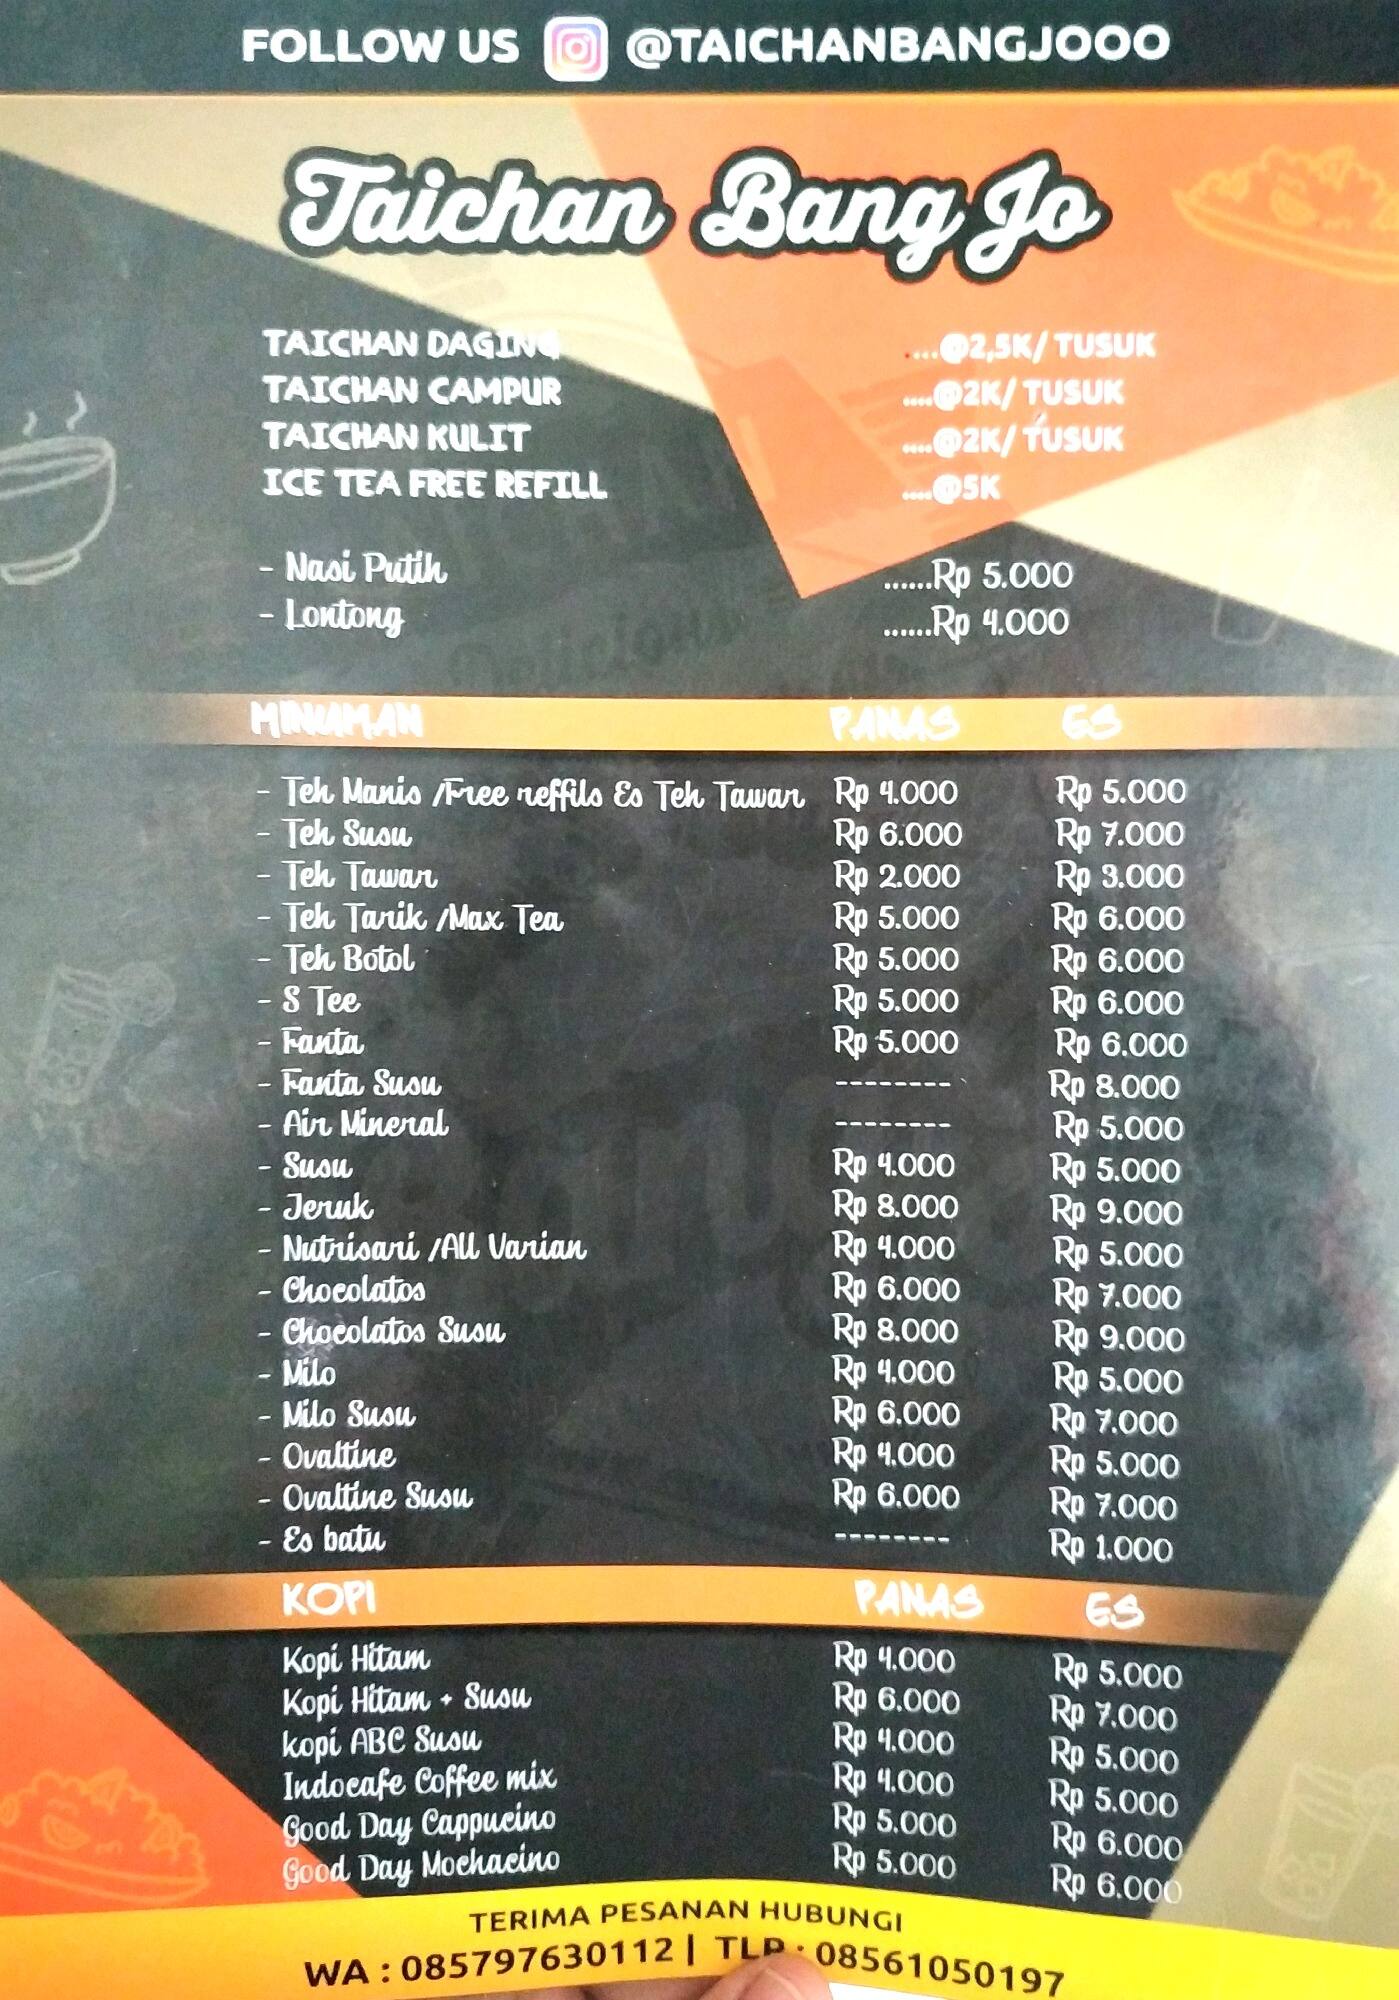 FOLLOW US @TAICHANBANGJOOO
Taichan Bang Jo
TAICHAN DAGING ....@2,5K/ TUSUK
TAICHAN CAMPUR ....@2K/ TUSUK
TAICHAN KULIT ....@2K/ TUSUK
ICE TEA FREE REFILL ....@5K
- Nasi Putih ......Rp 5.000
- Lontong ......Rp 4.000
MINUMAN PANAS ES
- Teh Manis /Free reffils Es Teh Tawar Rp 4.000 Rp 5.000
- Teh Susu Rp 6.000 Rp 7.000
- Teh Tawar Rp 2.000 Rp 3.000
- Teh Tarik /Max Tea Rp 5.000 Rp 6.000
- Teh Botol Rp 5.000 Rp 6.000
- S Tee Rp 5.000 Rp 6.000
- Fanta Rp 5.000 Rp 6.000
- Fanta Susu -------- Rp 8.000
- Air Mineral -------- Rp 5.000
- Susu Rp 4.000 Rp 5.000
- Jeruk Rp 8.000 Rp 9.000
- Nutrisari /All Varian Rp 4.000 Rp 5.000
- Chocolatos Rp 6.000 Rp 7.000
- Chocolatos Susu Rp 8.000 Rp 9.000
- Milo Rp 4.000 Rp 5.000
- Milo Susu Rp 6.000 Rp 7.000
- Ovaltine Rp 4.000 Rp 5.000
- Ovaltine Susu Rp 6.000 Rp 7.000
- Es batu -------- Rp 1.000
KOPI PANAS ES
Kopi Hitam Rp 4.000 Rp 5.000
Kopi Hitam + Susu Rp 6.000 Rp 7.000
kopi ABC Susu Rp 4.000 Rp 5.000
Indocafe Coffee mix Rp 4.000 Rp 5.000
Good Day Cappucino Rp 5.000 Rp 6.000
Good Day Mochacino Rp 5.000 Rp 6.000
TERIMA PESANAN HUBUNGI
WA : 085797630112 | TLP : 08561050197